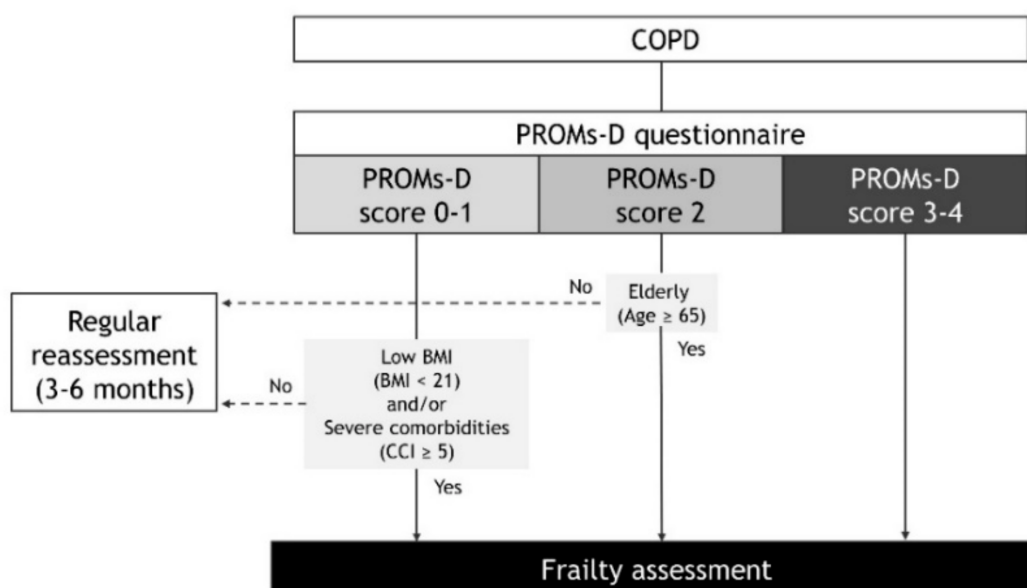 COPD
PROMs-D questionnaire
PROMs-D
score 0-1
PROMs-D
score 2
PROMs-D
score 3-4
No
Elderly
(Age ≥ 65)
Yes
Regular
reassessment
(3-6 months)
No
Low BMI
(BMI < 21)
and/or
Severe comorbidities
(CCI ≥ 5)
Yes
Frailty assessment